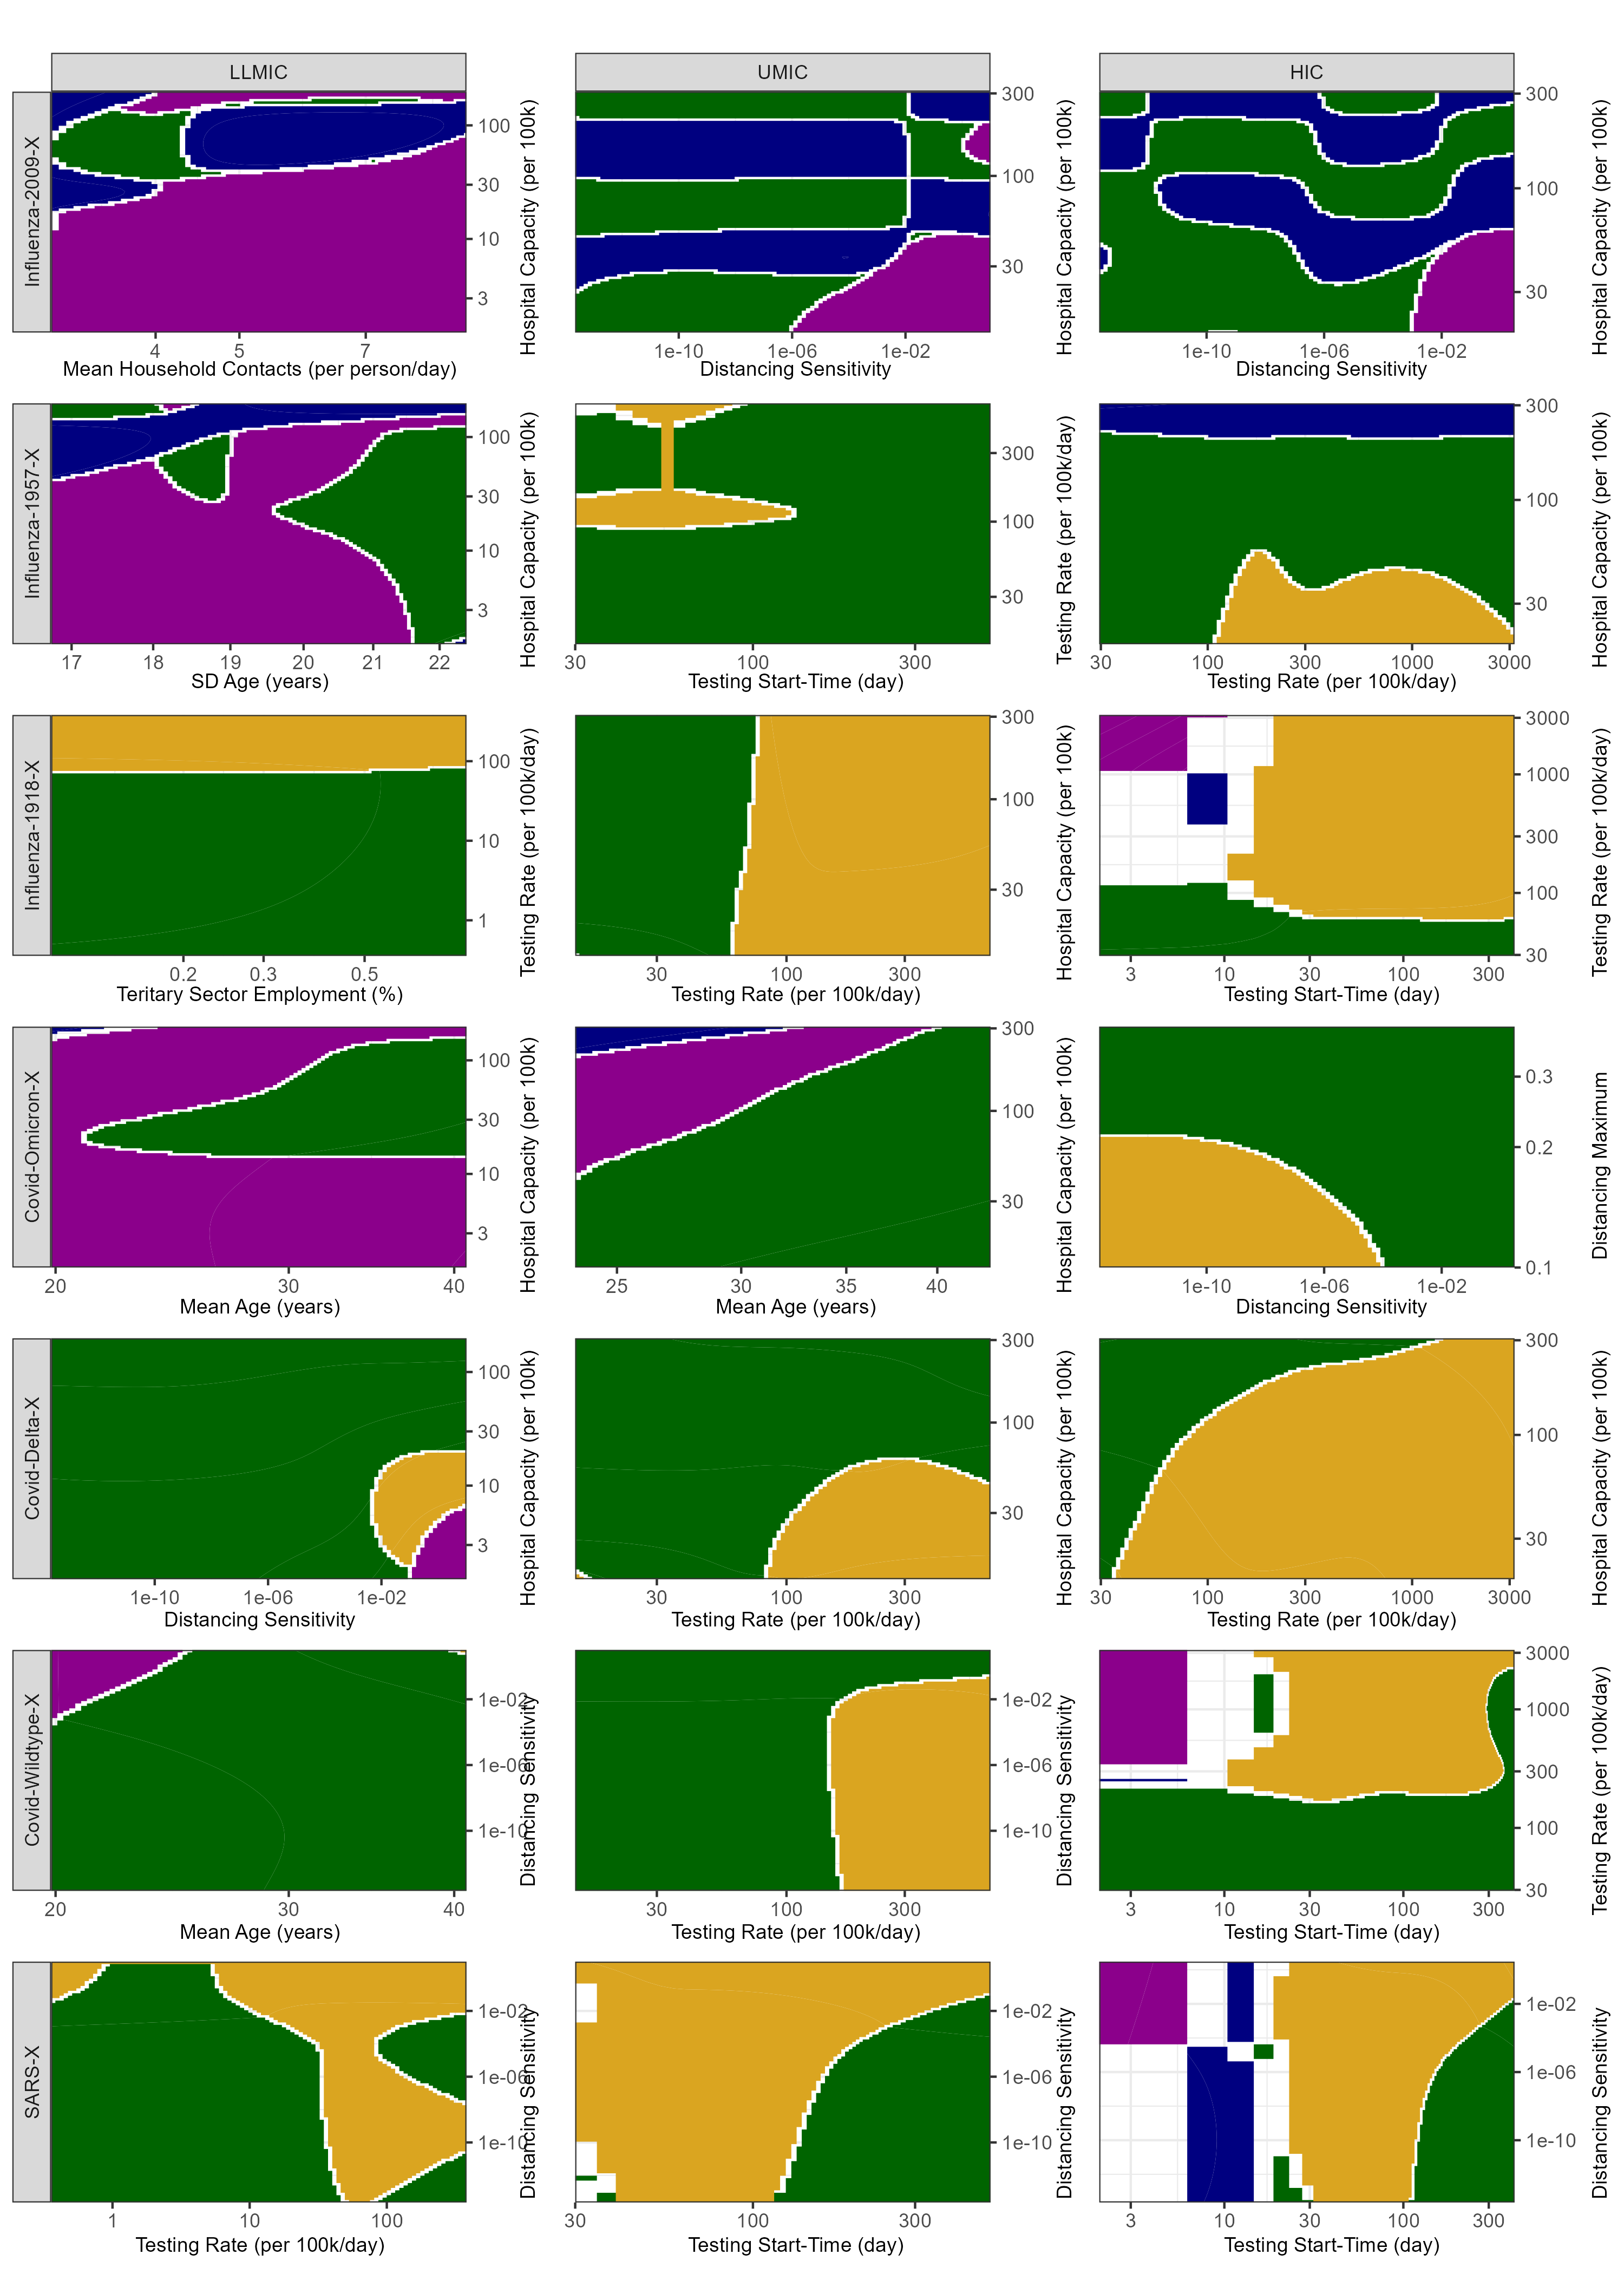 LLMIC
UMIC
HIC
Influenza-2009-X
100
30
10
3
Hospital Capacity (per 100k)
300
100
30
Hospital Capacity (per 100k)
300
100
30
Hospital Capacity (per 100k)
4 5 7
1e-10 1e-06 1e-02
1e-10 1e-06 1e-02
Mean Household Contacts (per person/day)
Distancing Sensitivity
Distancing Sensitivity
Influenza-1957-X
100
30
10
3
Hospital Capacity (per 100k)
300
100
30
Testing Rate (per 100k/day)
300
100
30
Hospital Capacity (per 100k)
17 18 19 20 21 22
30 100 300
30 100 300 1000 3000
SD Age (years)
Testing Start-Time (day)
Testing Rate (per 100k/day)
Influenza-1918-X
100
10
1
Testing Rate (per 100k/day)
300
100
30
Hospital Capacity (per 100k)
3000
1000
300
100
30
Testing Rate (per 100k/day)
0.2 0.3 0.5
30 100 300
3 10 30 100 300
Teritary Sector Employment (%)
Testing Rate (per 100k/day)
Testing Start-Time (day)
Covid-Omicron-X
100
30
10
3
Hospital Capacity (per 100k)
300
100
30
Hospital Capacity (per 100k)
0.3
0.2
0.1
Distancing Maximum
20 30 40
25 30 35 40
1e-10 1e-06 1e-02
Mean Age (years)
Mean Age (years)
Distancing Sensitivity
Covid-Delta-X
100
30
10
3
Hospital Capacity (per 100k)
300
100
30
Hospital Capacity (per 100k)
300
100
30
Hospital Capacity (per 100k)
1e-10 1e-06 1e-02
30 100 300
30 100 300 1000 3000
Distancing Sensitivity
Testing Rate (per 100k/day)
Testing Rate (per 100k/day)
Covid-Wildtype-X
1e-02
1e-06
1e-10
Distancing Sensitivity
1e-02
1e-06
1e-10
Distancing Sensitivity
3000
1000
300
100
30
Testing Rate (per 100k/day)
20 30 40
30 100 300
3 10 30 100 300
Mean Age (years)
Testing Rate (per 100k/day)
Testing Start-Time (day)
SARS-X
1e-02
1e-06
1e-10
Distancing Sensitivity
1e-02
1e-06
1e-10
Distancing Sensitivity
1e-02
1e-06
1e-10
Distancing Sensitivity
1 10 100
30 100 300
3 10 30 100 300
Testing Rate (per 100k/day)
Testing Start-Time (day)
Testing Start-Time (day)